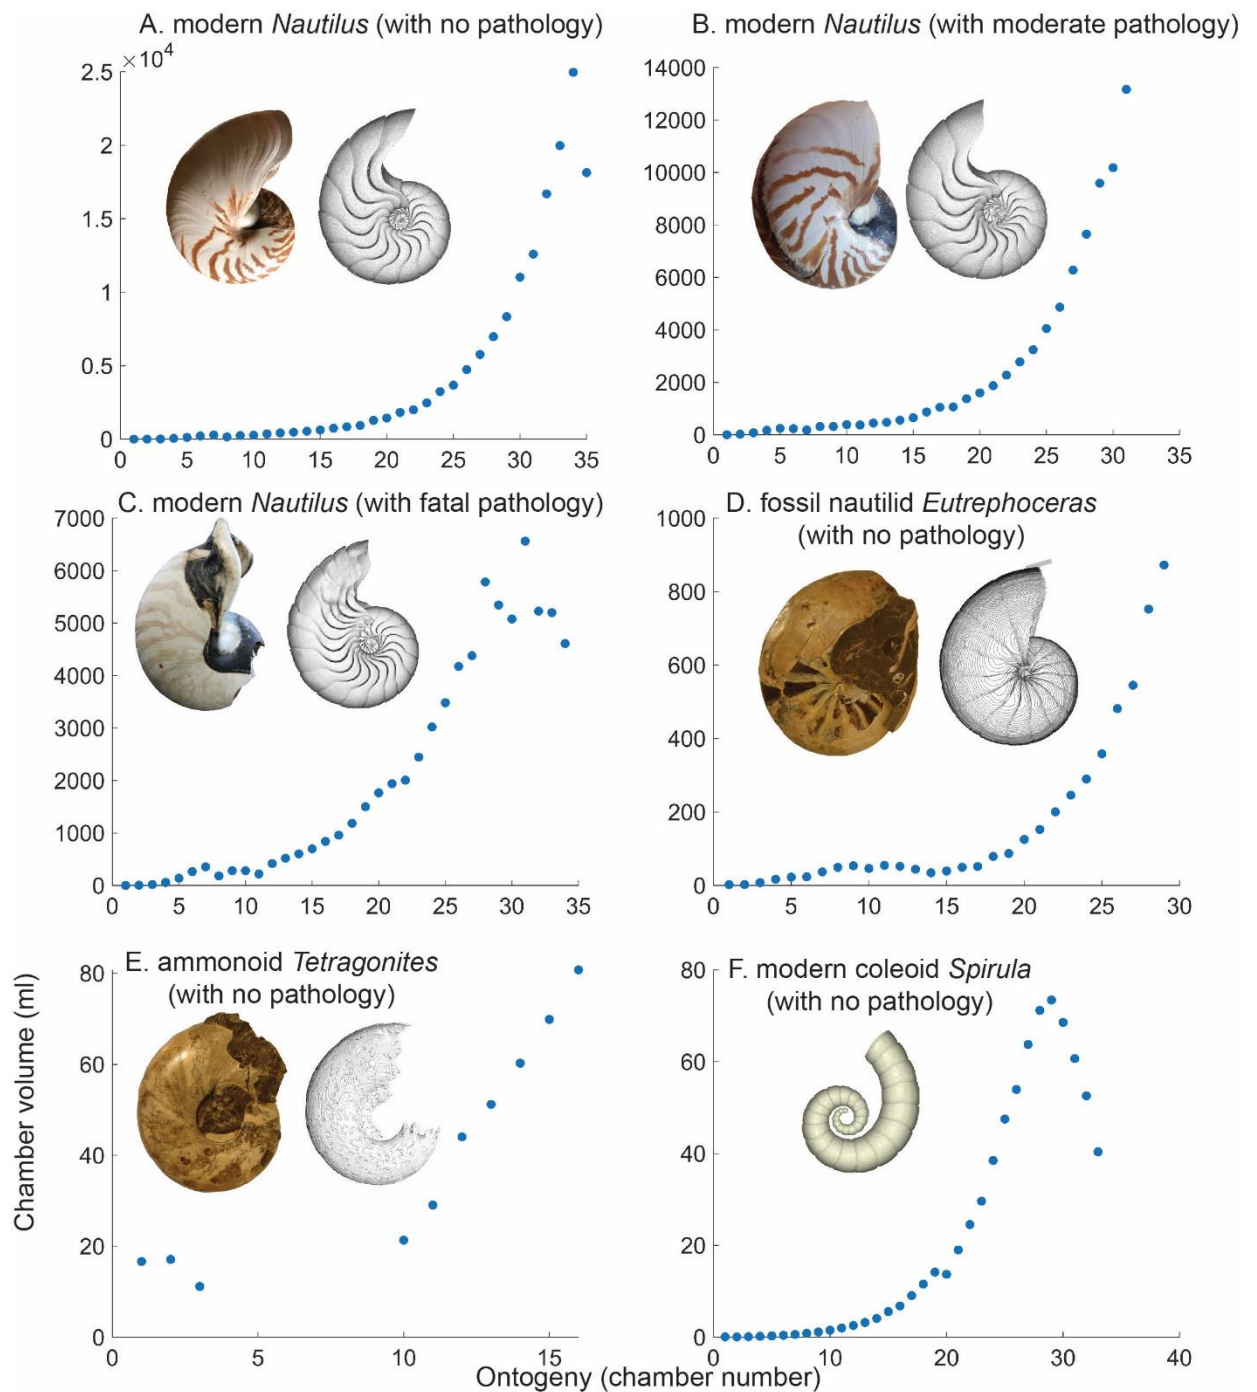 A. modern Nautilus (with no pathology)
×10⁴
2.5
2
1.5
1
0.5
0
0 5 10 15 20 25 30 35
B. modern Nautilus (with moderate pathology)
14000
12000
10000
8000
6000
4000
2000
0
0 5 10 15 20 25 30 35
C. modern Nautilus (with fatal pathology)
7000
6000
5000
4000
3000
2000
1000
0
0 5 10 15 20 25 30 35
D. fossil nautilid Eutrephoceras
(with no pathology)
1000
800
600
400
200
0
0 5 10 15 20 25 30
E. ammonoid Tetragonites
(with no pathology)
80
60
40
20
0
0 5 10 15
F. modern coleoid Spirula
(with no pathology)
80
60
40
20
0
0 10 20 30 40
Chamber volume (ml)
Ontogeny (chamber number)